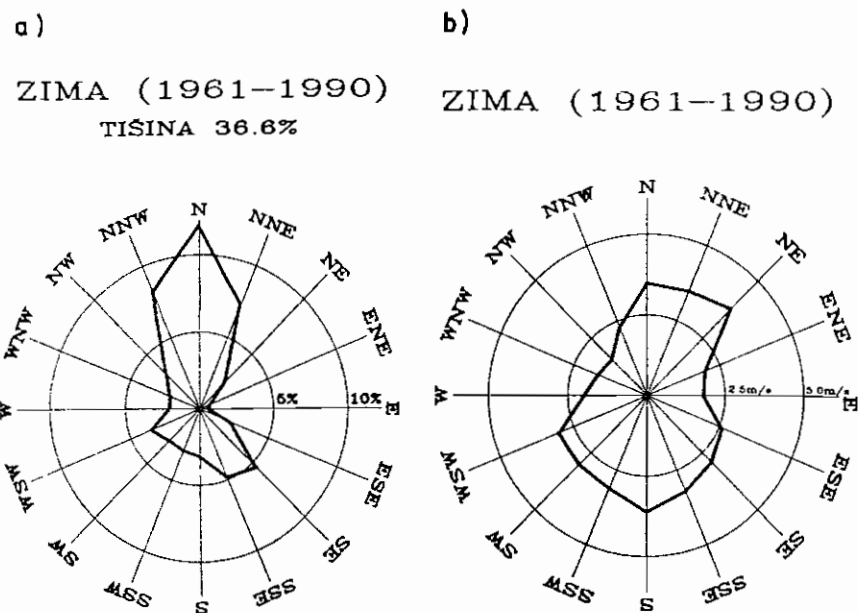 a)
ZIMA (1961-1990)
TIŠINA 36.6%
N
NNE
NE
ENE
E
ESE
SE
SSE
S
SSW
SW
WSW
W
WNW
NW
NNW
5%
10%
b)
ZIMA (1961-1990)
N
NNE
NE
ENE
E
ESE
SE
SSE
S
SSW
SW
WSW
W
WNW
NW
NNW
2.5m/s
5.0m/s